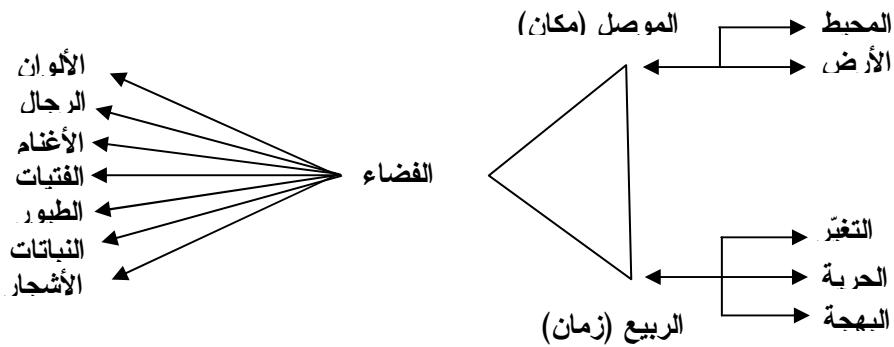 الموصل (مكان)
المحيط
الأرض
الفضاء
الألوان
الرجال
الأغنام
الفتيات
الطيور
النباتات
الأشجار
الربيع (زمان)
التغيّر
الحرية
البهجة